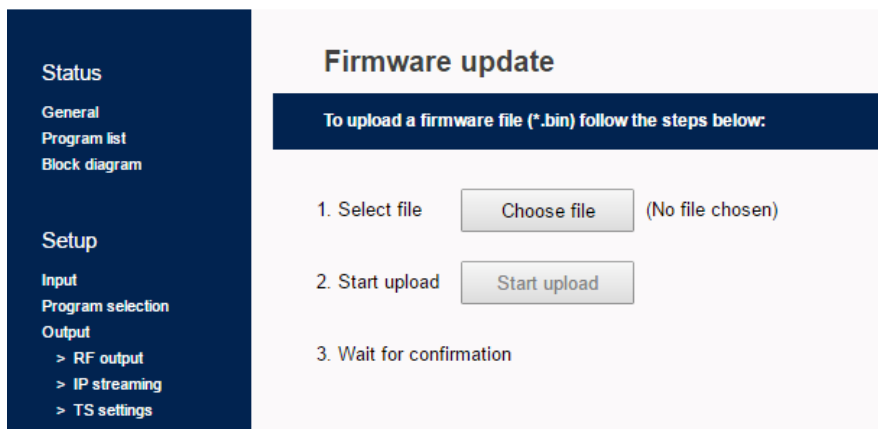 Status
General
Program list
Block diagram
Setup
Input
Program selection
Output
> RF output
> IP streaming
> TS settings
Firmware update
To upload a firmware file (*.bin) follow the steps below:
1. Select file Choose file (No file chosen)
2. Start upload Start upload
3. Wait for confirmation